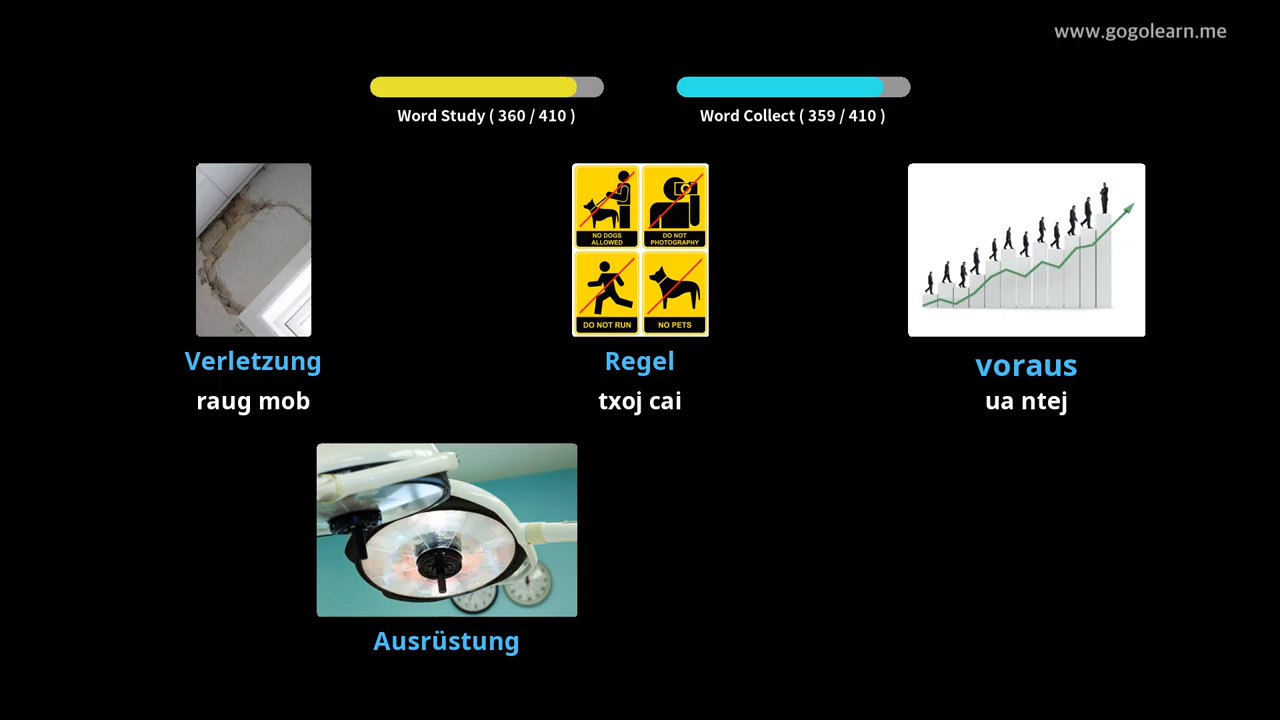 www.gogolearn.me
Word Study ( 360 / 410 )
Word Collect ( 359 / 410 )
NO DOGS
ALLOWED
DO NOT
PHOTOGRAPHY
DO NOT RUN
NO PETS
Verletzung
Regel
voraus
raug mob
txoj cai
ua ntej
Ausrüstung